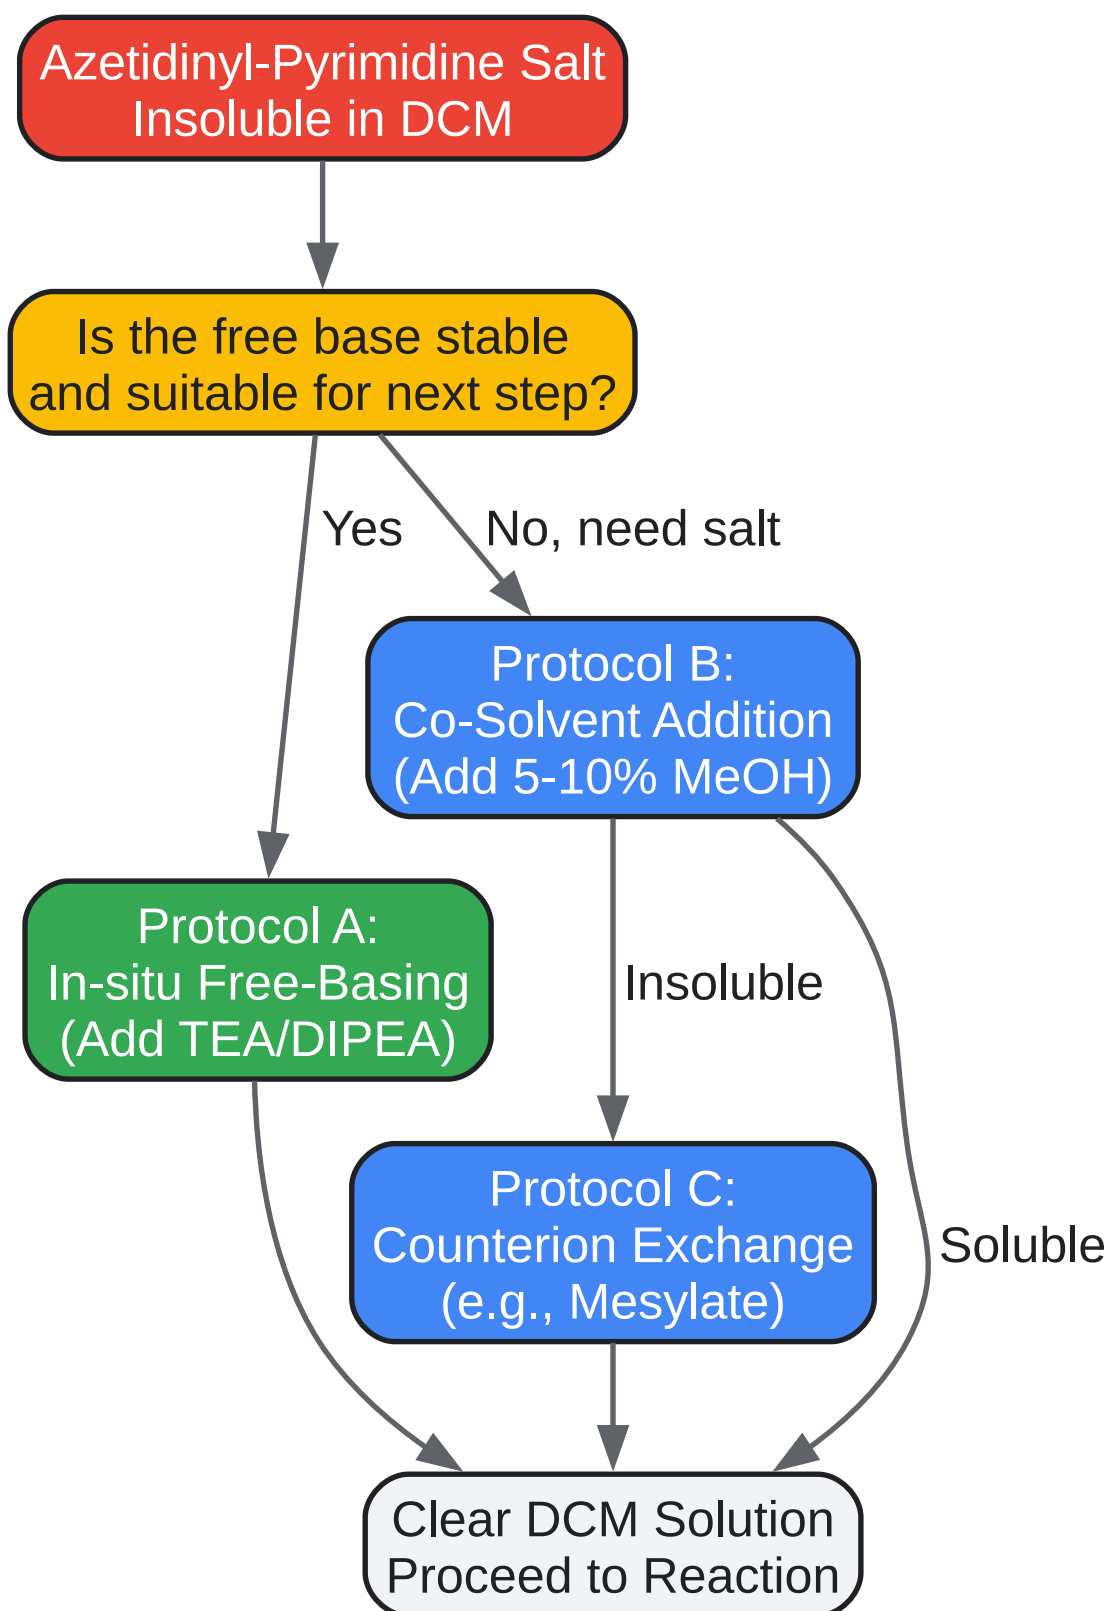 Azetidinyl-Pyrimidine Salt
Insoluble in DCM
Is the free base stable
and suitable for next step?
Yes
No, need salt
Protocol B:
Co-Solvent Addition
(Add 5-10% MeOH)
Protocol A:
In-situ Free-Basing
(Add TEA/DIPEA)
Insoluble
Protocol C:
Counterion Exchange
(e.g., Mesylate)
Soluble
Clear DCM Solution
Proceed to Reaction